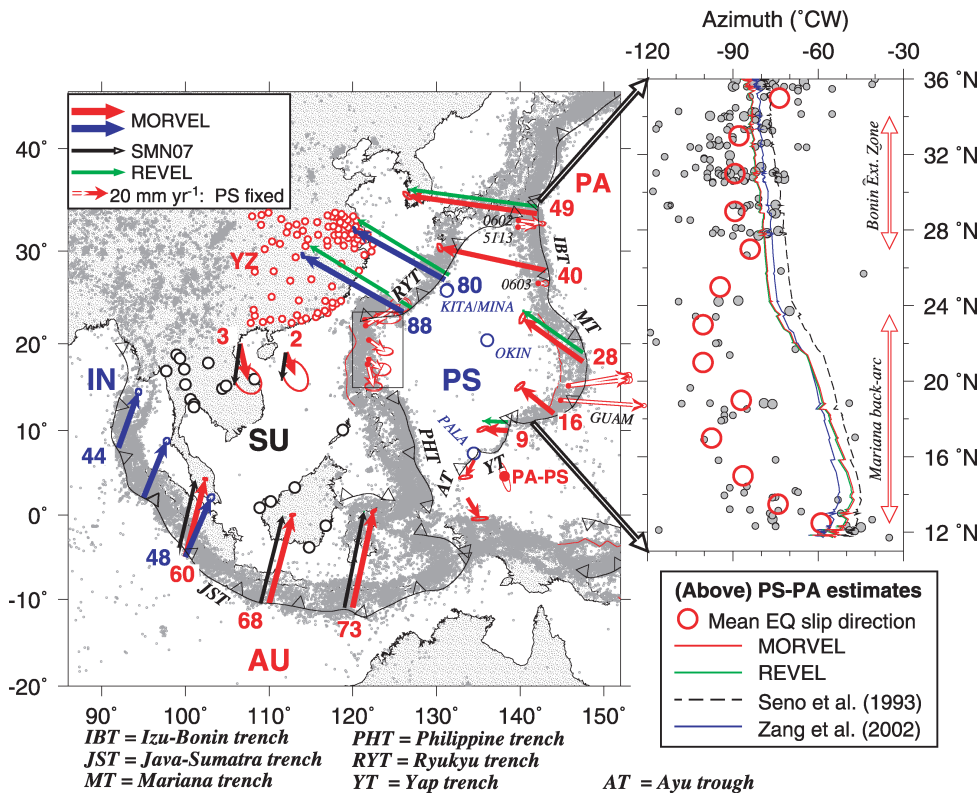 Azimuth (˚CW)
-120 -90 -60 -30
MORVEL
SMN07
REVEL
20 mm yr⁻¹: PS fixed
40˚
30˚
20˚
10˚
0˚
-10˚
-20˚
90˚ 100˚ 110˚ 120˚ 130˚ 140˚ 150˚
PA
49
0602
5113
IBT
YZ
RYT
80
40
0603
KITA/MINA
88
MT
3 2
OKIN
28
IN
PS
SU
GUAM
16
44
PALA
9
PHT
YT
AT
PA-PS
48
60
JST
68 73
AU
36 ˚N
32 ˚N
28 ˚N
24 ˚N
20 ˚N
16 ˚N
12 ˚N
Bonin Ext. Zone
Mariana back-arc
(Above) PS-PA estimates
Mean EQ slip direction
MORVEL
REVEL
Seno et al. (1993)
Zang et al. (2002)
IBT = Izu-Bonin trench PHT = Philippine trench
JST = Java-Sumatra trench RYT = Ryukyu trench
MT = Mariana trench YT = Yap trench AT = Ayu trough